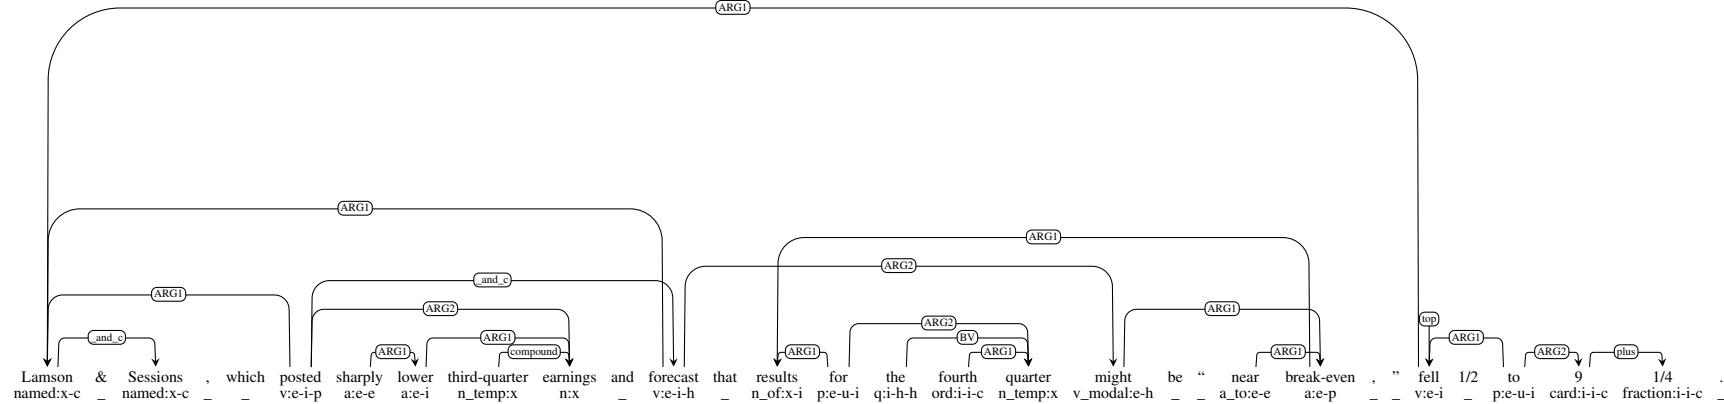 ARG1
ARG1
ARG1
ARG2
_and_c
ARG1
ARG2
ARG1
ARG2
top
_and_c
ARG1
BV
ARG1
ARG1
compound
ARG1
ARG1
ARG1
ARG2
plus
Lamson & Sessions , which posted sharply lower third-quarter earnings and forecast that results for the fourth quarter might be “ near break-even , ” fell 1/2 to 9 1/4 .
named:x-c _ named:x-c _ _ v:e-i-p a:e-e a:e-i n_temp:x n:x _ v:e-i-h _ n_of:x-i p:e-u-i q:i-h-h ord:i-i-c n_temp:x v_modal:e-h _ _ a_to:e-e a:e-p _ _ v:e-i _ p:e-u-i card:i-i-c fraction:i-i-c _